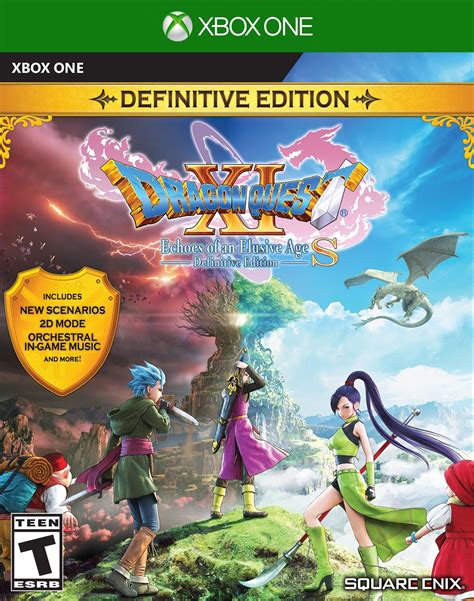 XBOX ONE
XBOX ONE
DEFINITIVE EDITION
DRAGON QUEST
XI
Echoes of an Elusive Age S
Definitive Edition
INCLUDES
NEW SCENARIOS
2D MODE
ORCHESTRAL
IN-GAME MUSIC
AND MORE!
TEEN
T
ESRB
SQUARE ENIX